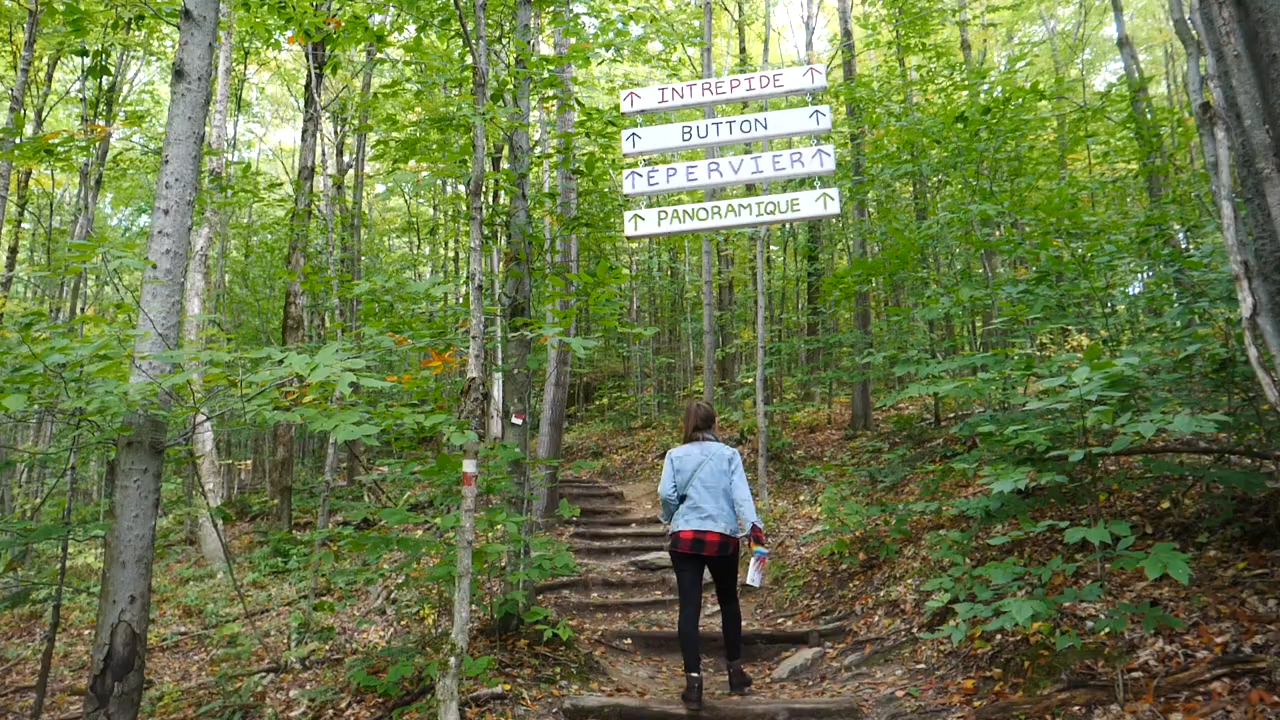 ↑ INTREPIDE ↑
↑ BUTTON ↑
↑ ÉPERVIER ↑
↑ PANORAMIQUE ↑